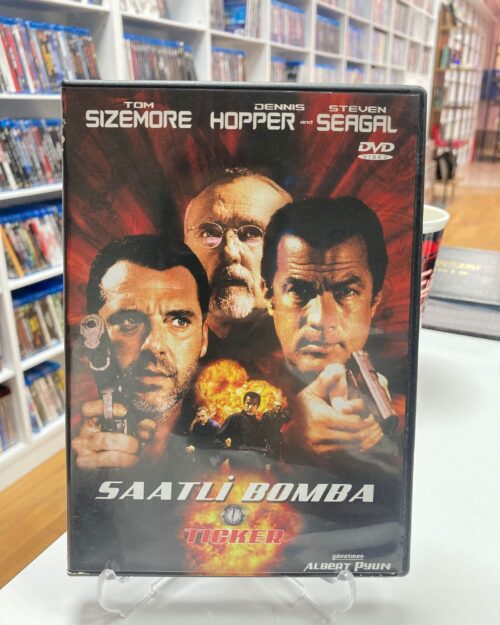 TOM SIZEMORE
DENNIS HOPPER and
STEVEN SEAGAL
DVD
VIDEO
SAATLİ BOMBA
TICKER
yönetmen
ALBERT PYUN